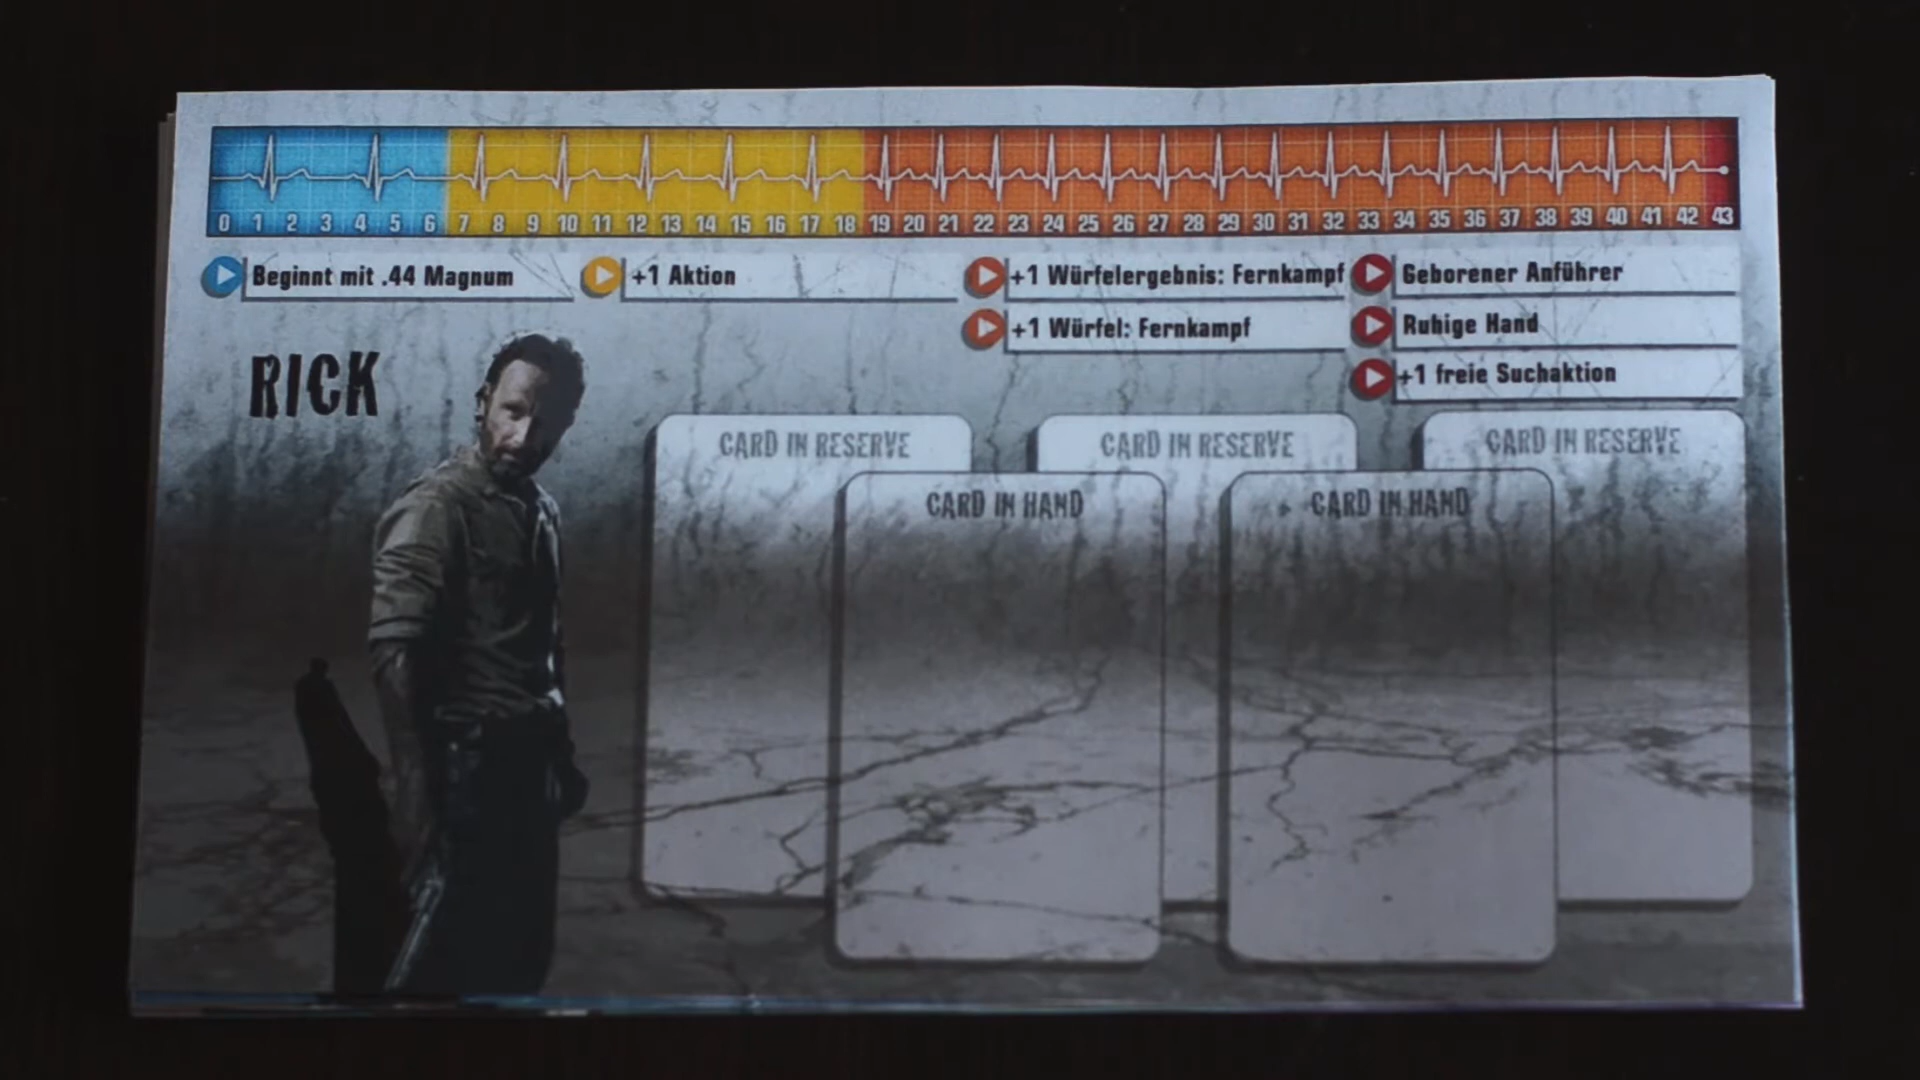 0 1 2 3 4 5 6 7 8 9 10 11 12 13 14 15 16 17 18 19 20 21 22 23 24 25 26 27 28 29 30 31 32 33 34 35 36 37 38 39 40 41 42 43
Beginnt mit .44 Magnum
+1 Aktion
+1 Würfelergebnis: Fernkampf
+1 Würfel: Fernkampf
Geborener Anführer
Ruhige Hand
+1 freie Suchaktion
RICK
CARD IN RESERVE
CARD IN RESERVE
CARD IN RESERVE
CARD IN HAND
CARD IN HAND